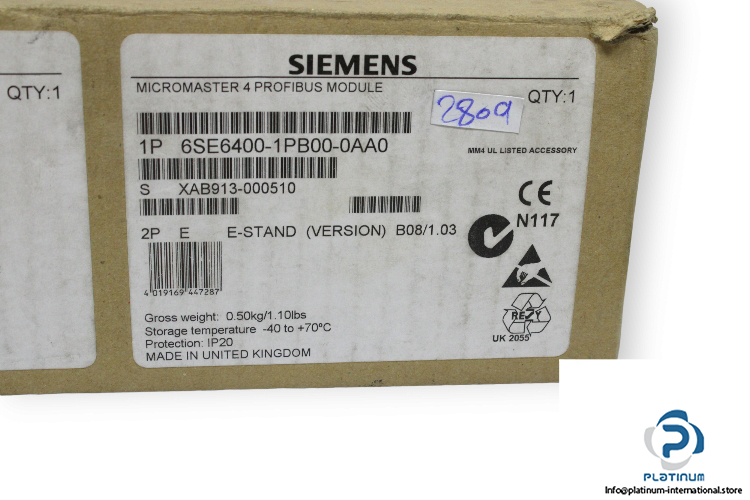 QTY:1
SIEMENS
MICROMASTER 4 PROFIBUS MODULE
QTY:1
2809
1P 6SE6400-1PB00-0AA0
MM4 UL LISTED ACCESSORY
S XAB913-000510
CE
N117
2P E E-STAND (VERSION) B08/1.03
4 019169 447287
Gross weight: 0.50kg/1.10lbs
Storage temperature -40 to +70°C
Protection: IP20
MADE IN UNITED KINGDOM
REZY
UK 2055
PLATINUM
Info@platinum-international.store